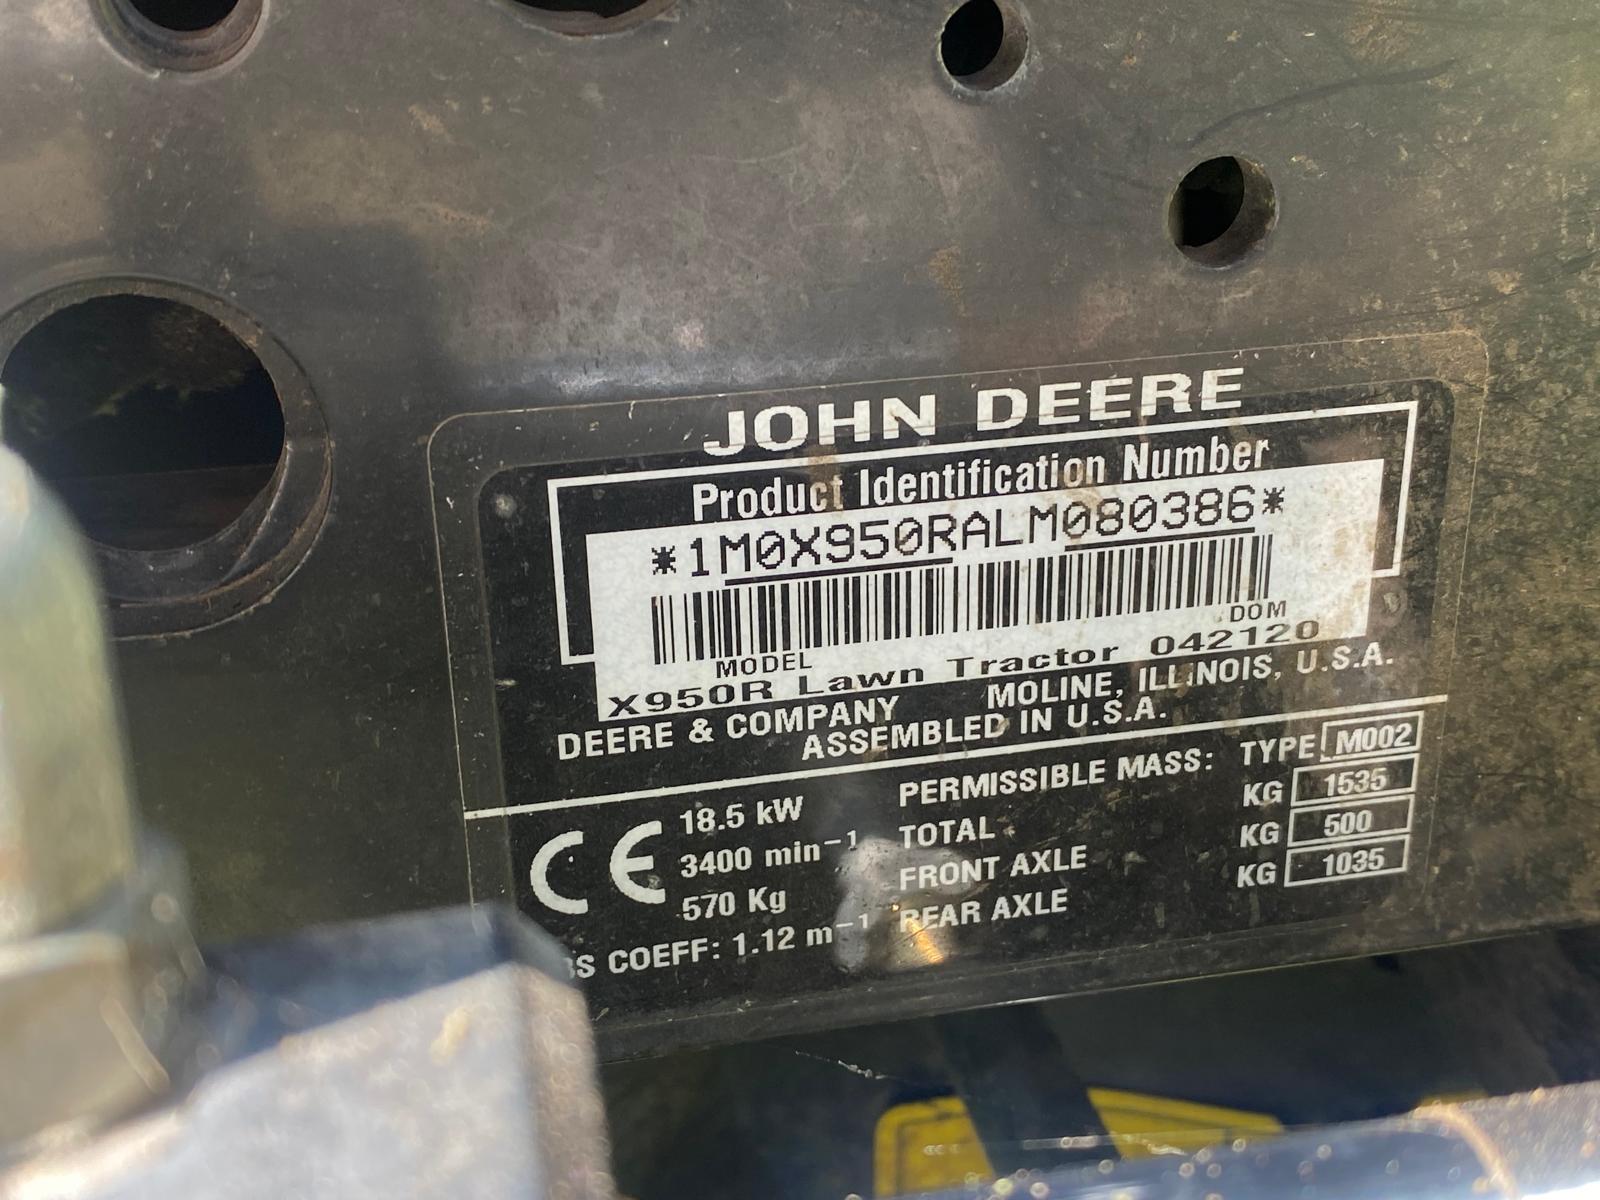 JOHN DEERE
Product Identification Number
*1M0X950RALM080386*
MODEL DOM
X950R Lawn Tractor 042120
DEERE & COMPANY MOLINE, ILLINOIS, U.S.A.
ASSEMBLED IN U.S.A.
CE
18.5 kW
3400 min⁻¹
570 Kg
COEFF: 1.12 m⁻¹
PERMISSIBLE MASS: TYPE M002
TOTAL KG 1535
FRONT AXLE KG 500
REAR AXLE KG 1035